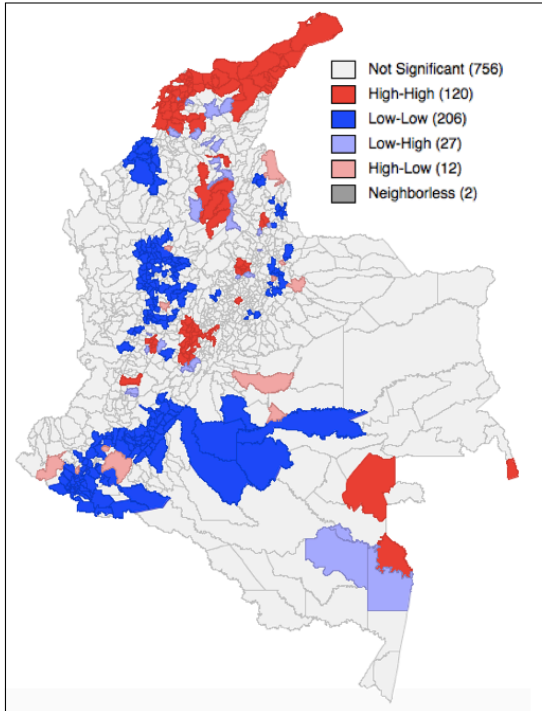 Not Significant (756)
High-High (120)
Low-Low (206)
Low-High (27)
High-Low (12)
Neighborless (2)